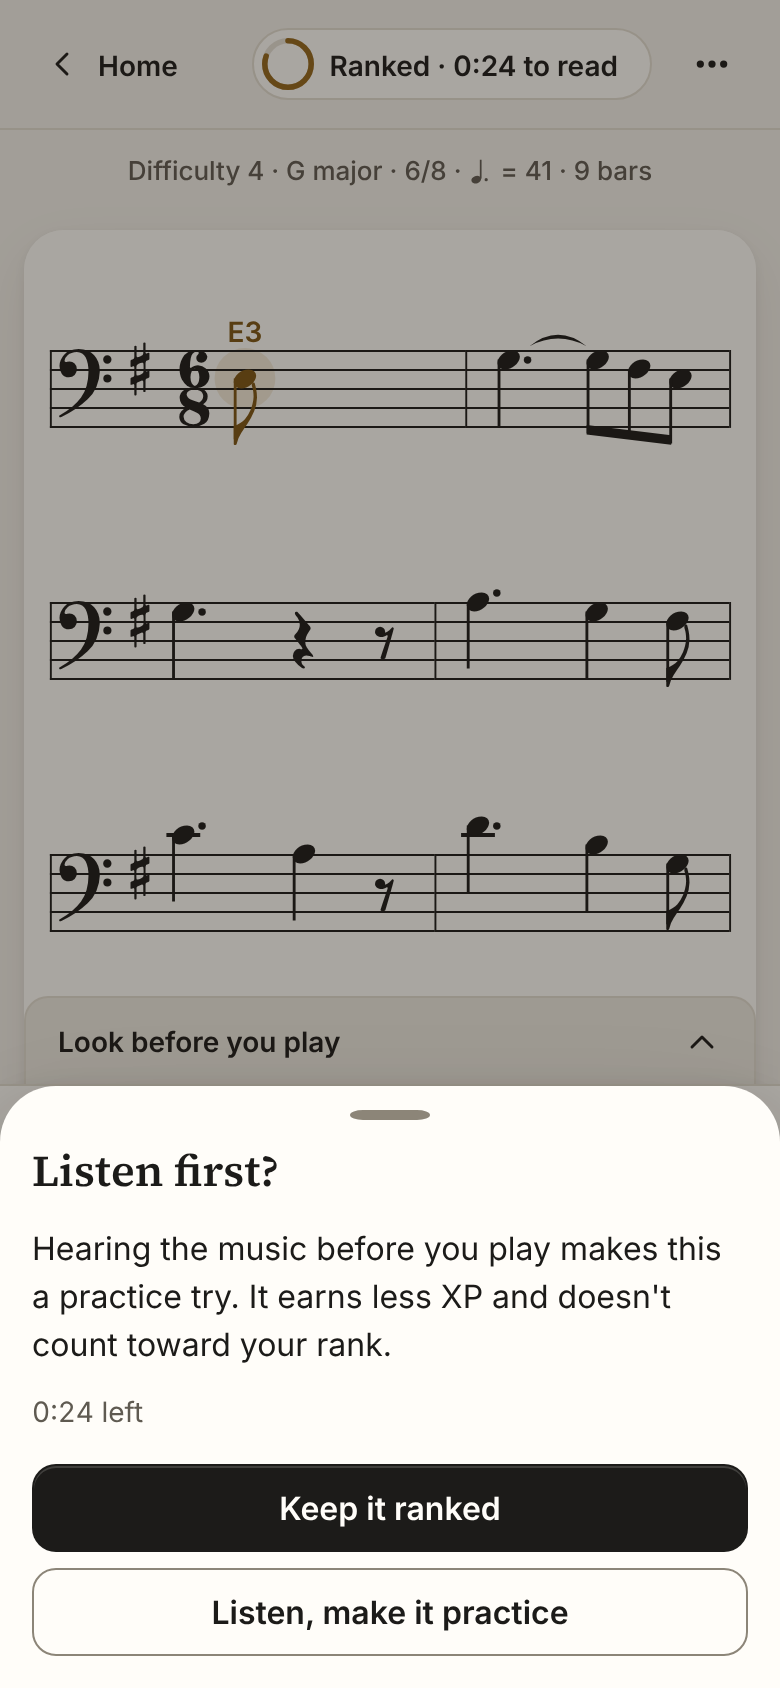 Home
Ranked · 0:24 to read
Difficulty 4 · G major · 6/8 · ♩. = 41 · 9 bars
E3
6
8
Look before you play
Listen first?
Hearing the music before you play makes this
a practice try. It earns less XP and doesn't
count toward your rank.
0:24 left
Keep it ranked
Listen, make it practice